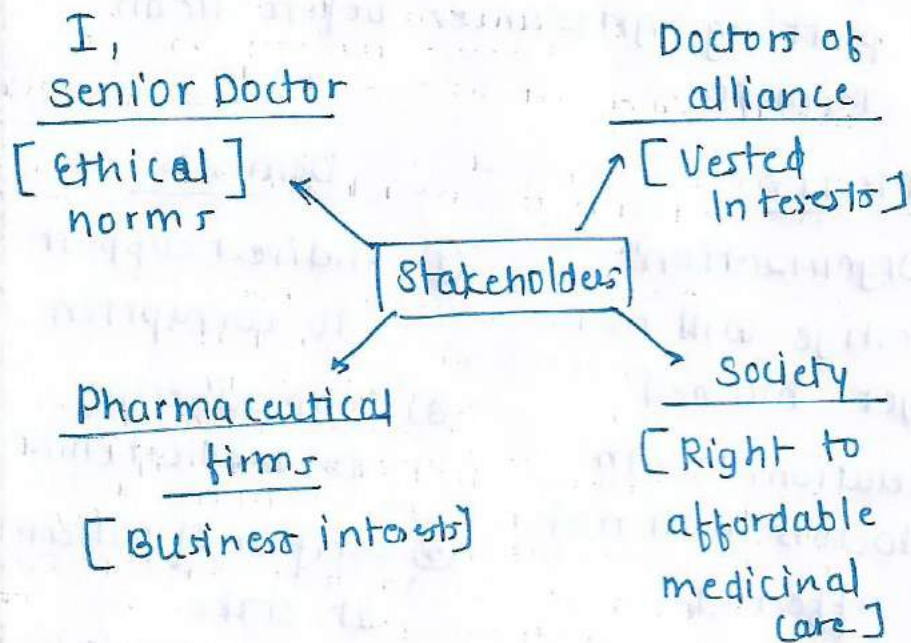 I,
Senior Doctor
[Ethical]
norms
Doctors of
alliance
[Vested
Interests]
Stakeholders
Pharmaceutical
firms
[Business interests]
Society
[Right to
affordable
medicinal
care]